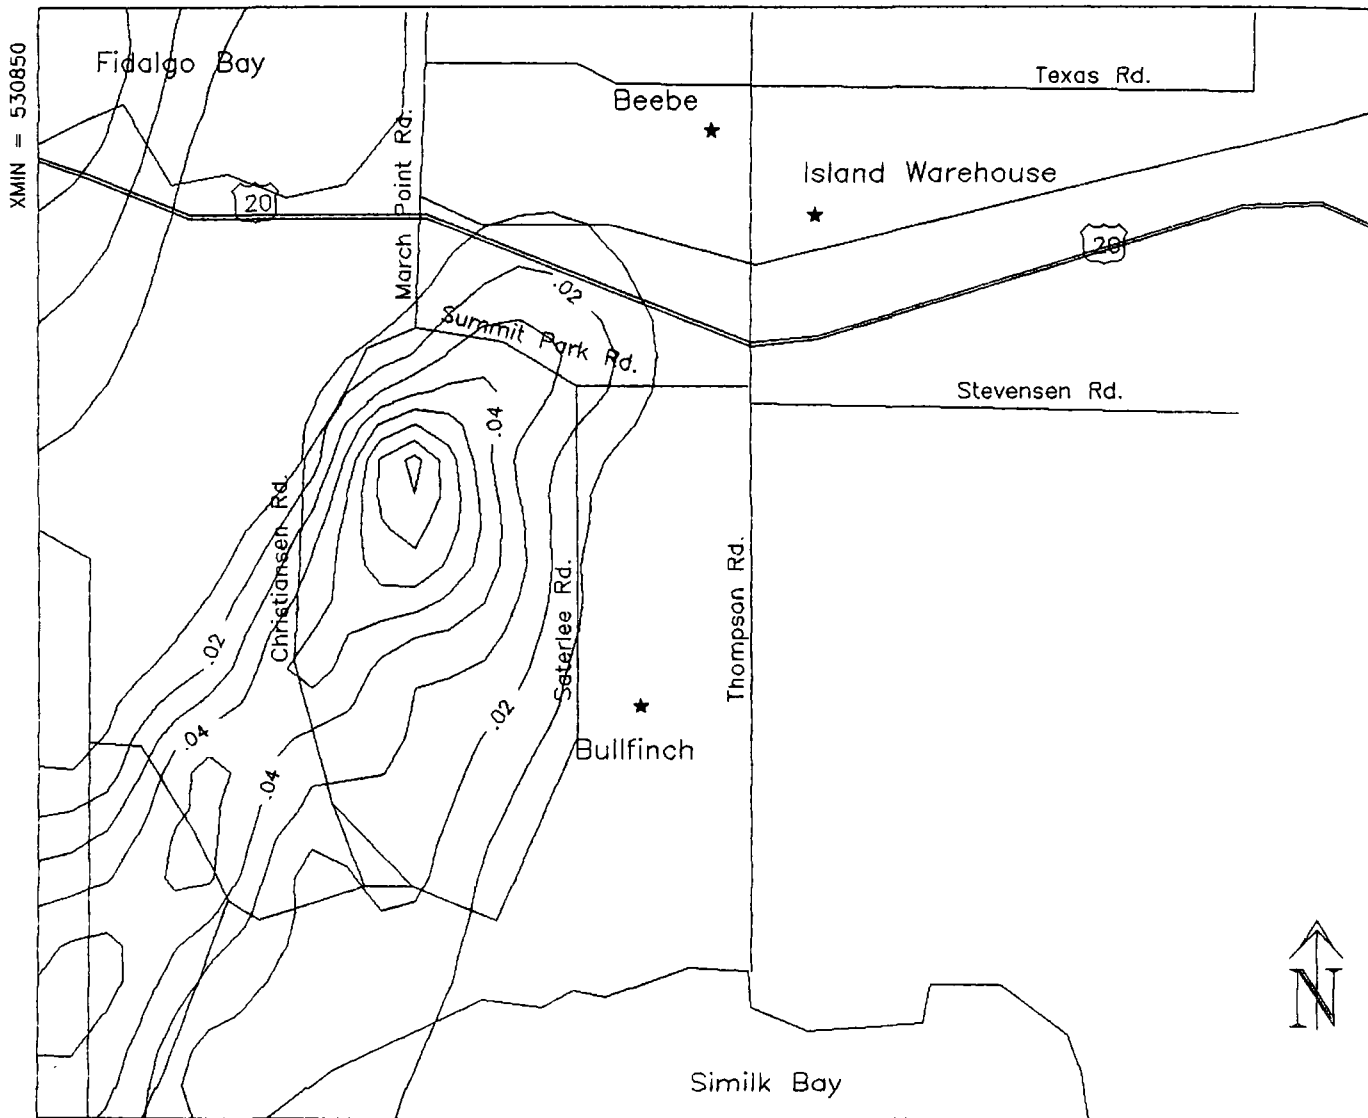 XMIN = 530850
Fidalgo Bay
Texas Rd.
Beebe
March Point Rd.
Island Warehouse
20
20
.02
Summit Park Rd.
Stevensen Rd.
.04
Christiansen Rd.
Saterlee Rd.
Thompson Rd.
.02
.02
.04
Bullfinch
.04
N
Similk Bay